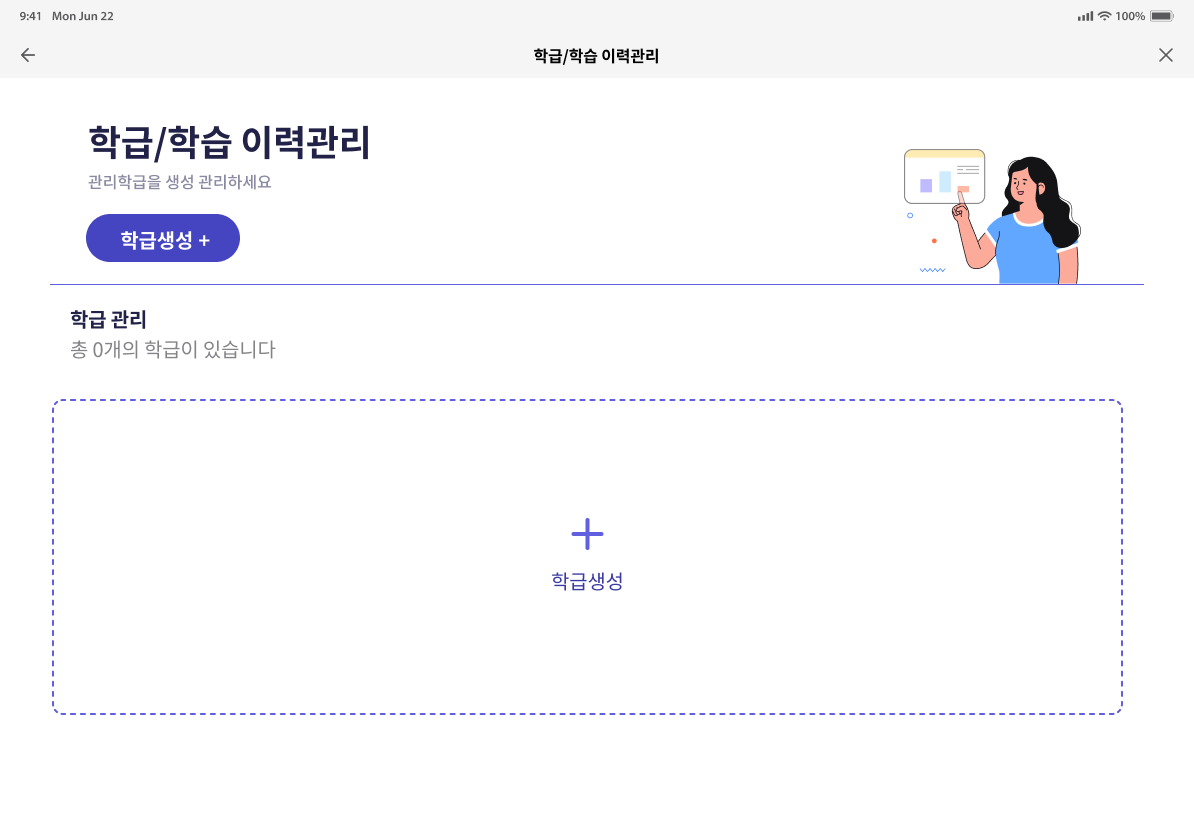 9:41 Mon Jun 22
100%
학급/학습 이력관리
학급/학습 이력관리
관리학급을 생성 관리하세요
학급생성 +
학급 관리
총 0개의 학급이 있습니다
학급생성